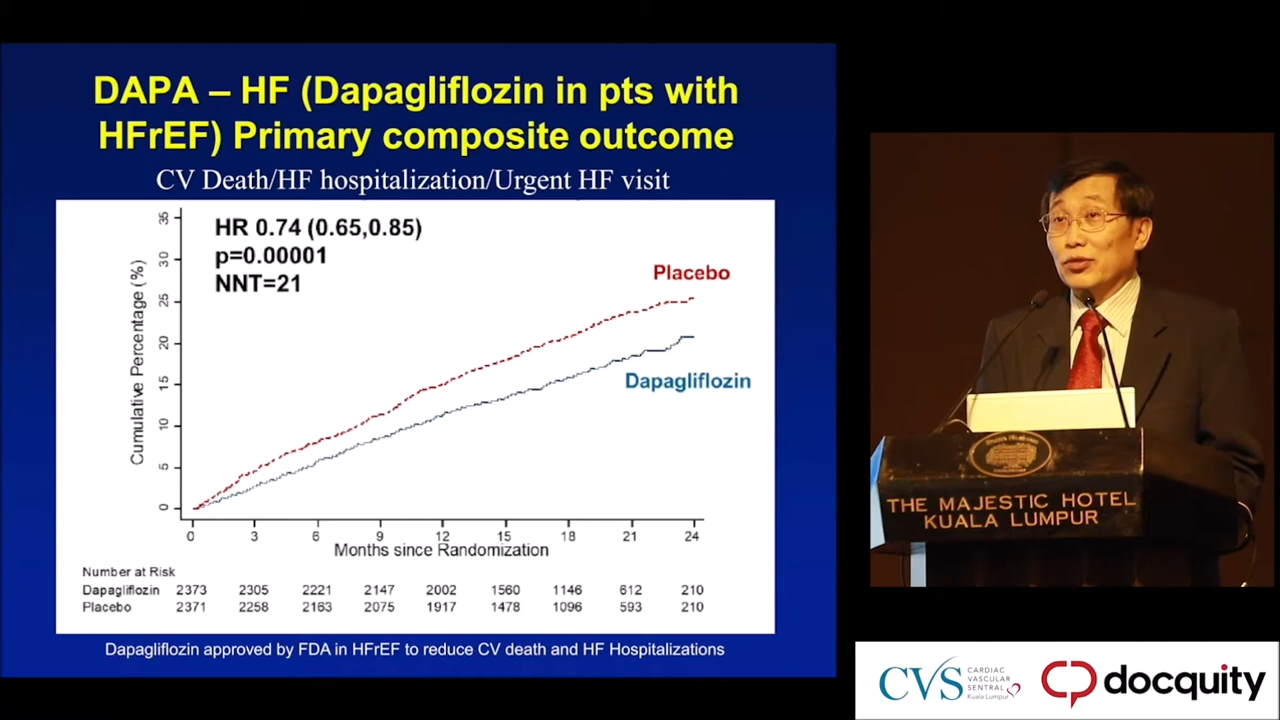 DAPA – HF (Dapagliflozin in pts with
HFrEF) Primary composite outcome
CV Death/HF hospitalization/Urgent HF visit
HR 0.74 (0.65,0.85)
p=0.00001
NNT=21
Placebo
Dapagliflozin
Cumulative Percentage (%)
35
30
25
20
15
10
5
0
0 3 6 9 12 15 18 21 24
Months since Randomization
Number at Risk
Dapagliflozin 2373 2305 2221 2147 2002 1560 1146 612 210
Placebo 2371 2258 2163 2075 1917 1478 1096 593 210
Dapagliflozin approved by FDA in HFrEF to reduce CV death and HF Hospitalizations
THE MAJESTIC HOTEL
KUALA LUMPUR
CVS
CARDIAC
VASCULAR
SENTRAL
Kuala Lumpur
docquity